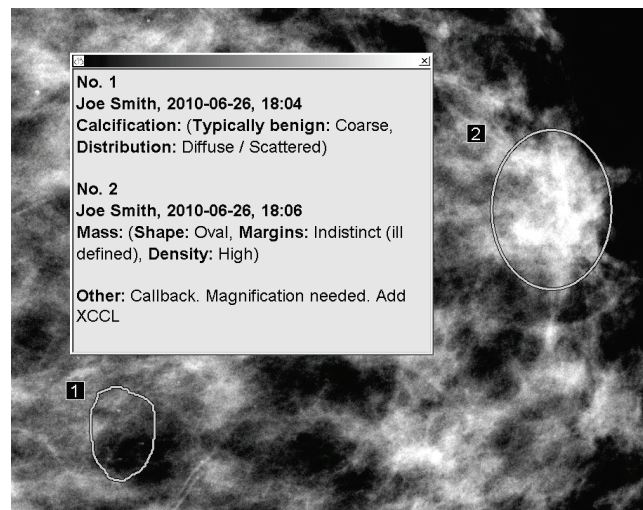 No. 1
Joe Smith, 2010-06-26, 18:04
Calcification: (Typically benign: Coarse,
Distribution: Diffuse / Scattered)
No. 2
Joe Smith, 2010-06-26, 18:06
Mass: (Shape: Oval, Margins: Indistinct (ill
defined), Density: High)
Other: Callback. Magnification needed. Add
XCCL
2
1